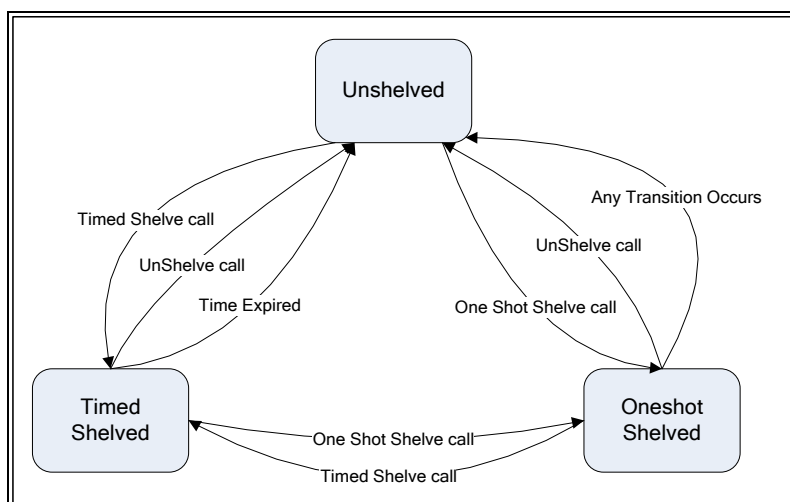 Unshelved
Timed Shelve call
Any Transition Occurs
UnShelve call
UnShelve call
Time Expired
One Shot Shelve call
Timed
Shelved
Oneshot
Shelved
One Shot Shelve call
Timed Shelve call